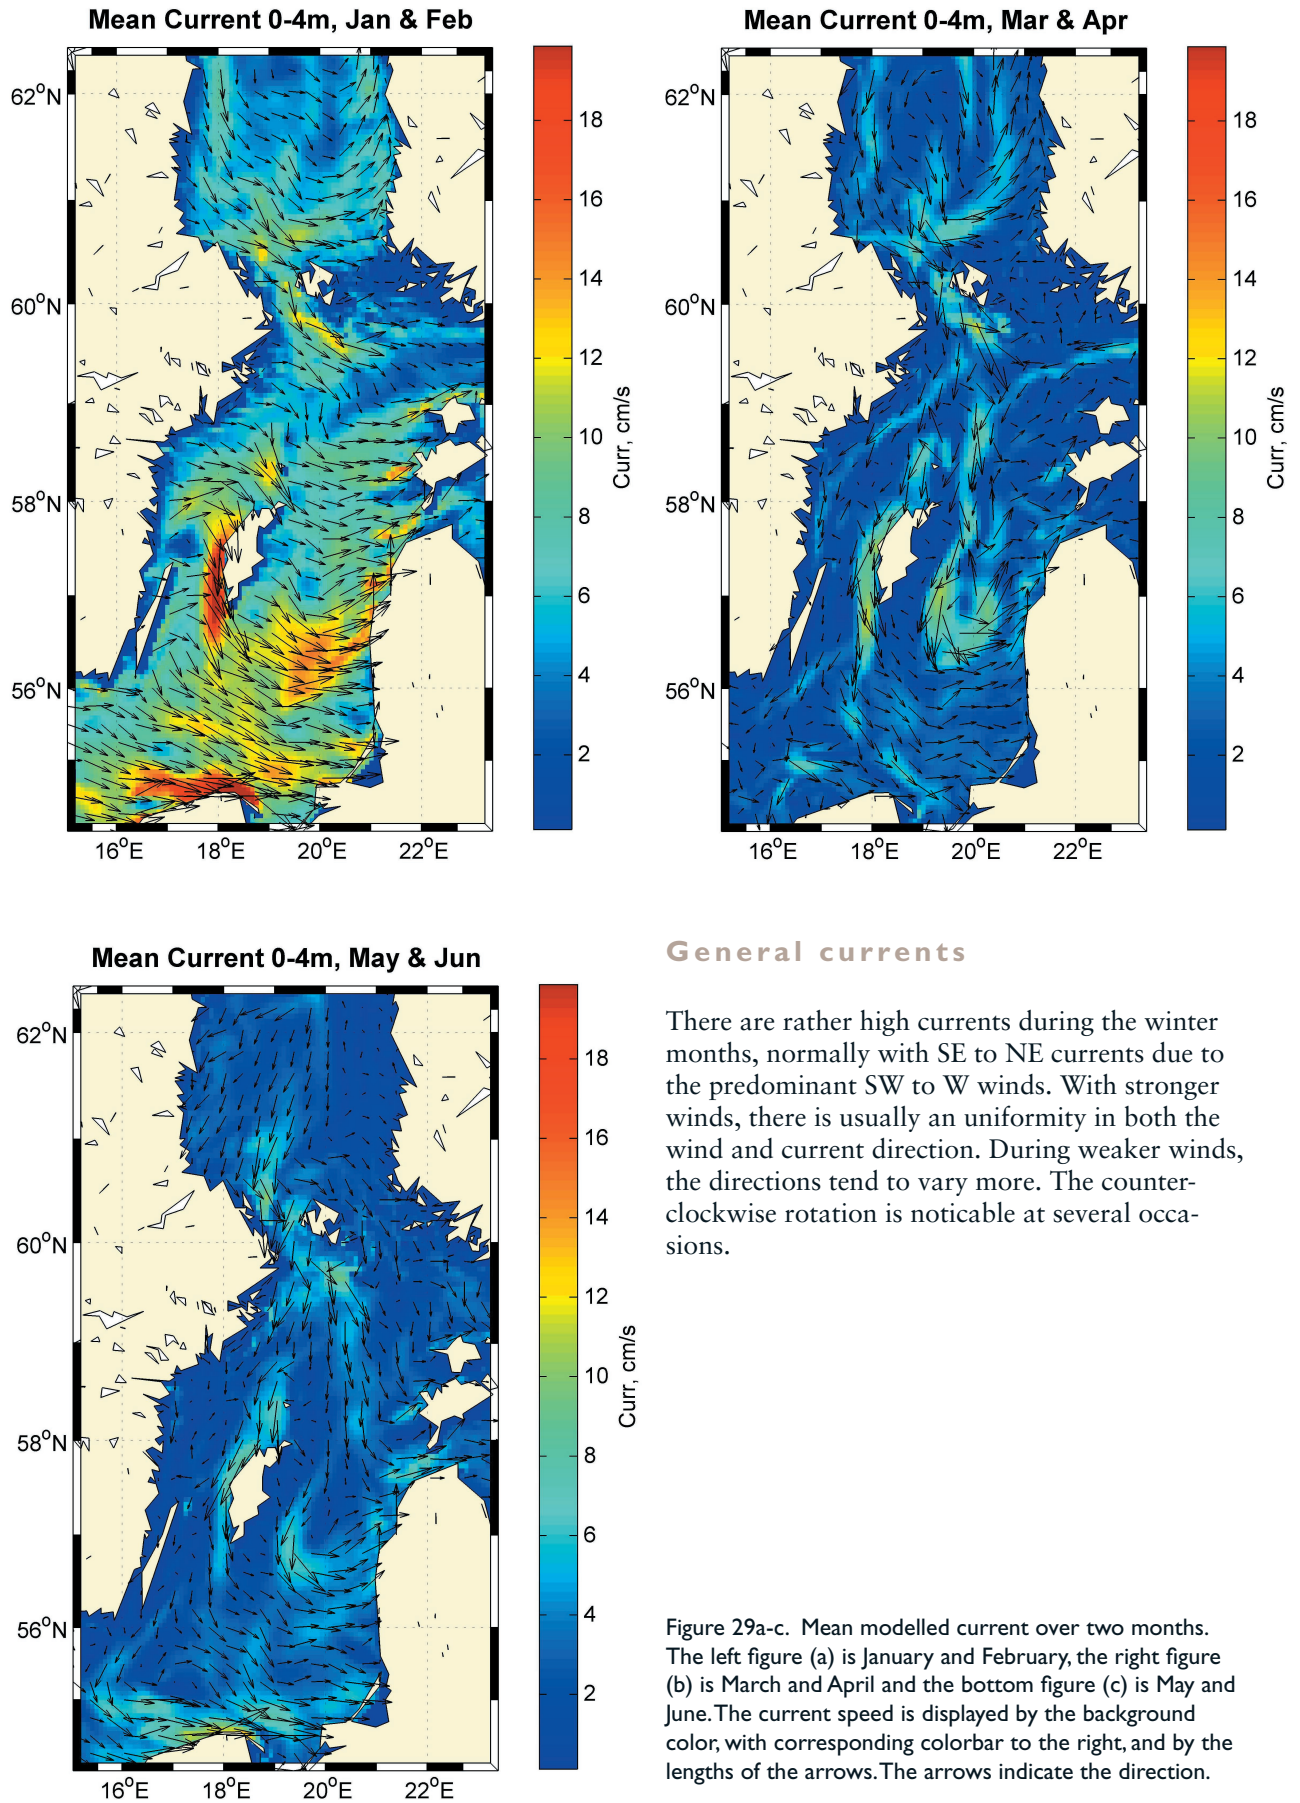 Mean Current 0-4m, Jan & Feb
62°N
60°N
58°N
56°N
16°E 18°E 20°E 22°E
18
16
14
12
10
8
6
4
2
Curr, cm/s
Mean Current 0-4m, Mar & Apr
62°N
60°N
58°N
56°N
16°E 18°E 20°E 22°E
18
16
14
12
10
8
6
4
2
Curr, cm/s
Mean Current 0-4m, May & Jun
62°N
60°N
58°N
56°N
16°E 18°E 20°E 22°E
18
16
14
12
10
8
6
4
2
Curr, cm/s
General currents
There are rather high currents during the winter
months, normally with SE to NE currents due to
the predominant SW to W winds. With stronger
winds, there is usually an uniformity in both the
wind and current direction. During weaker winds,
the directions tend to vary more. The counter-
clockwise rotation is noticable at several occa-
sions.
Figure 29a-c. Mean modelled current over two months.
The left figure (a) is January and February, the right figure
(b) is March and April and the bottom figure (c) is May and
June. The current speed is displayed by the background
color, with corresponding colorbar to the right, and by the
lengths of the arrows. The arrows indicate the direction.